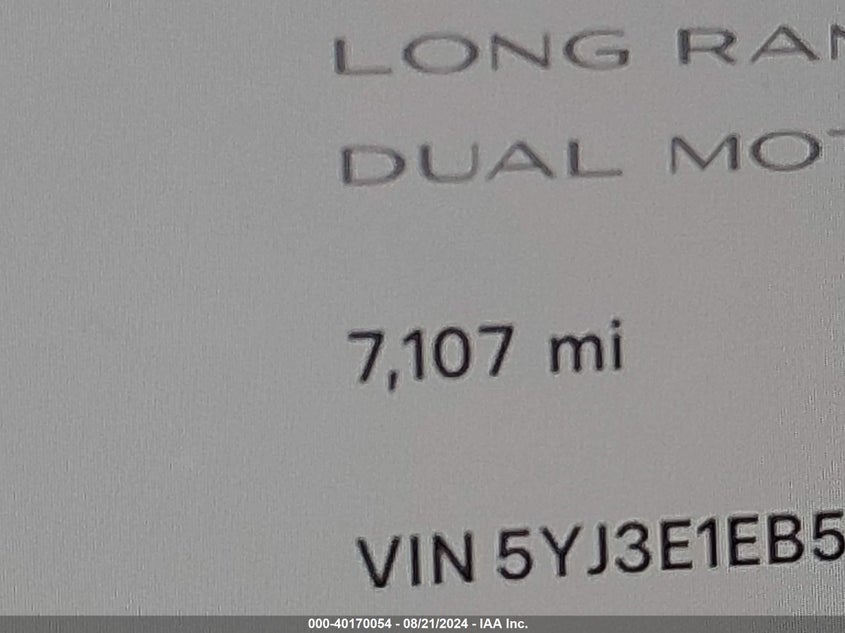 LONG RAN
DUAL MOT
7,107 mi
VIN 5YJ3E1EB5
000-40170054 - 08/21/2024 - IAA Inc.